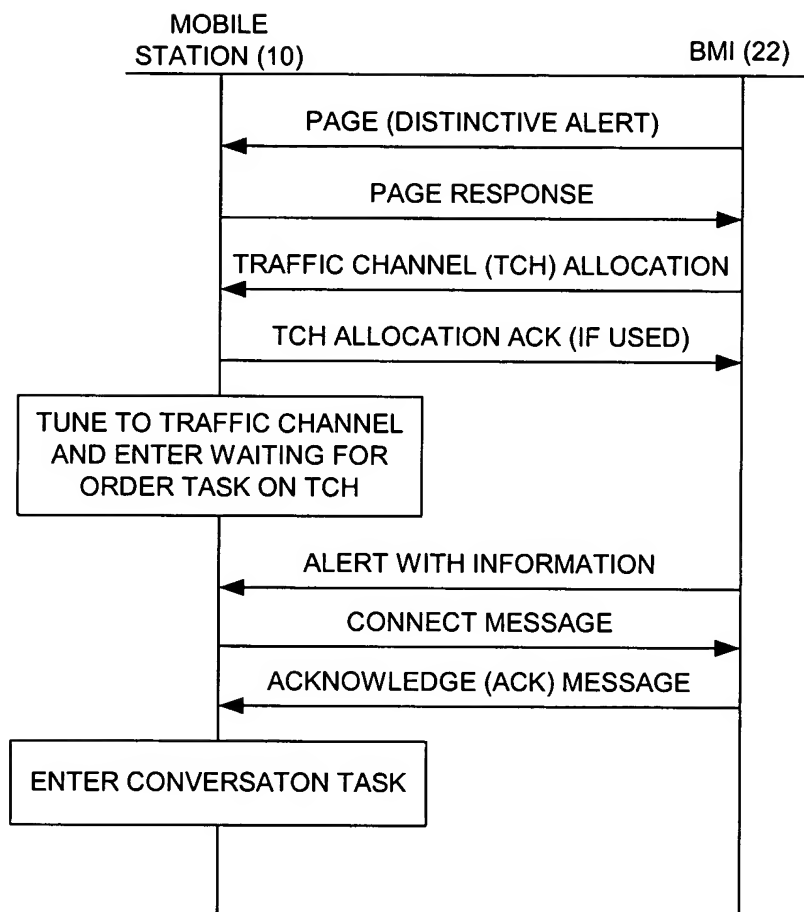 MOBILE
STATION (10)
BMI (22)
PAGE (DISTINCTIVE ALERT)
PAGE RESPONSE
TRAFFIC CHANNEL (TCH) ALLOCATION
TCH ALLOCATION ACK (IF USED)
TUNE TO TRAFFIC CHANNEL
AND ENTER WAITING FOR
ORDER TASK ON TCH
ALERT WITH INFORMATION
CONNECT MESSAGE
ACKNOWLEDGE (ACK) MESSAGE
ENTER CONVERSATON TASK